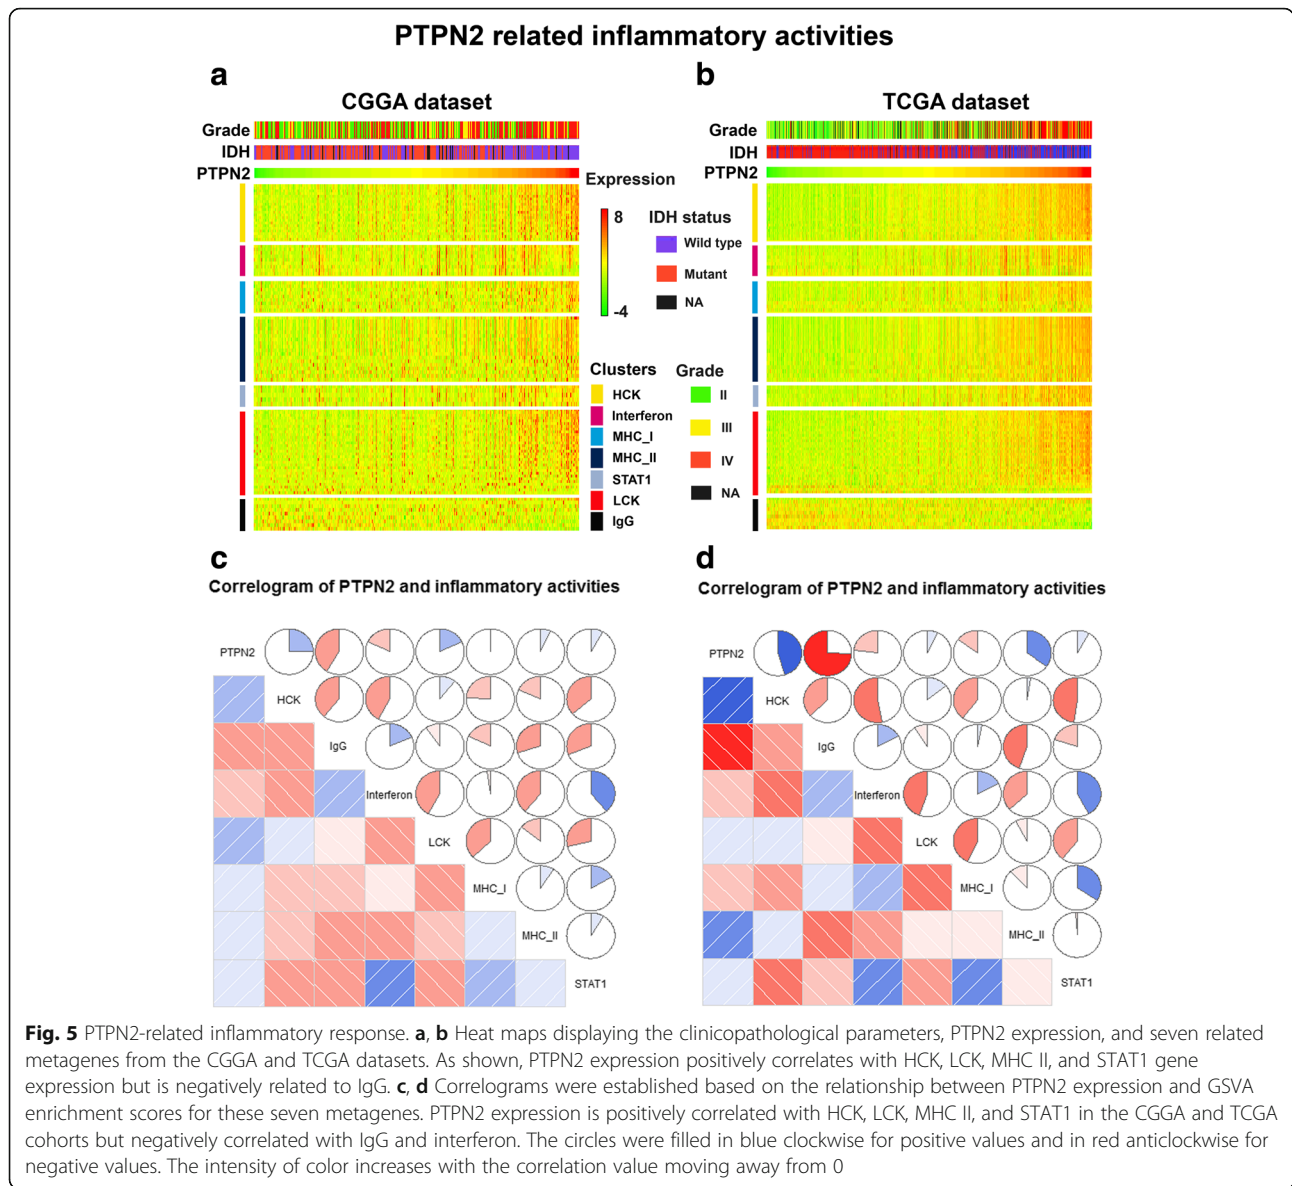 PTPN2 related inflammatory activities
a
CGGA dataset
Grade
IDH
PTPN2
Expression
8
-4
IDH status
Wild type
Mutant
NA
Clusters
HCK
Interferon
MHC_I
MHC_II
STAT1
LCK
IgG
Grade
II
III
IV
NA
b
TCGA dataset
Grade
IDH
PTPN2
c
Correlogram of PTPN2 and inflammatory activities
PTPN2
HCK
IgG
Interferon
LCK
MHC_I
MHC_II
STAT1
d
Correlogram of PTPN2 and inflammatory activities
PTPN2
HCK
IgG
Interferon
LCK
MHC_I
MHC_II
STAT1
Fig. 5 PTPN2-related inflammatory response. a, b Heat maps displaying the clinicopathological parameters, PTPN2 expression, and seven related
metagenes from the CGGA and TCGA datasets. As shown, PTPN2 expression positively correlates with HCK, LCK, MHC II, and STAT1 gene
expression but is negatively related to IgG. c, d Correlograms were established based on the relationship between PTPN2 expression and GSVA
enrichment scores for these seven metagenes. PTPN2 expression is positively correlated with HCK, LCK, MHC II, and STAT1 in the CGGA and TCGA
cohorts but negatively correlated with IgG and interferon. The circles were filled in blue clockwise for positive values and in red anticlockwise for
negative values. The intensity of color increases with the correlation value moving away from 0